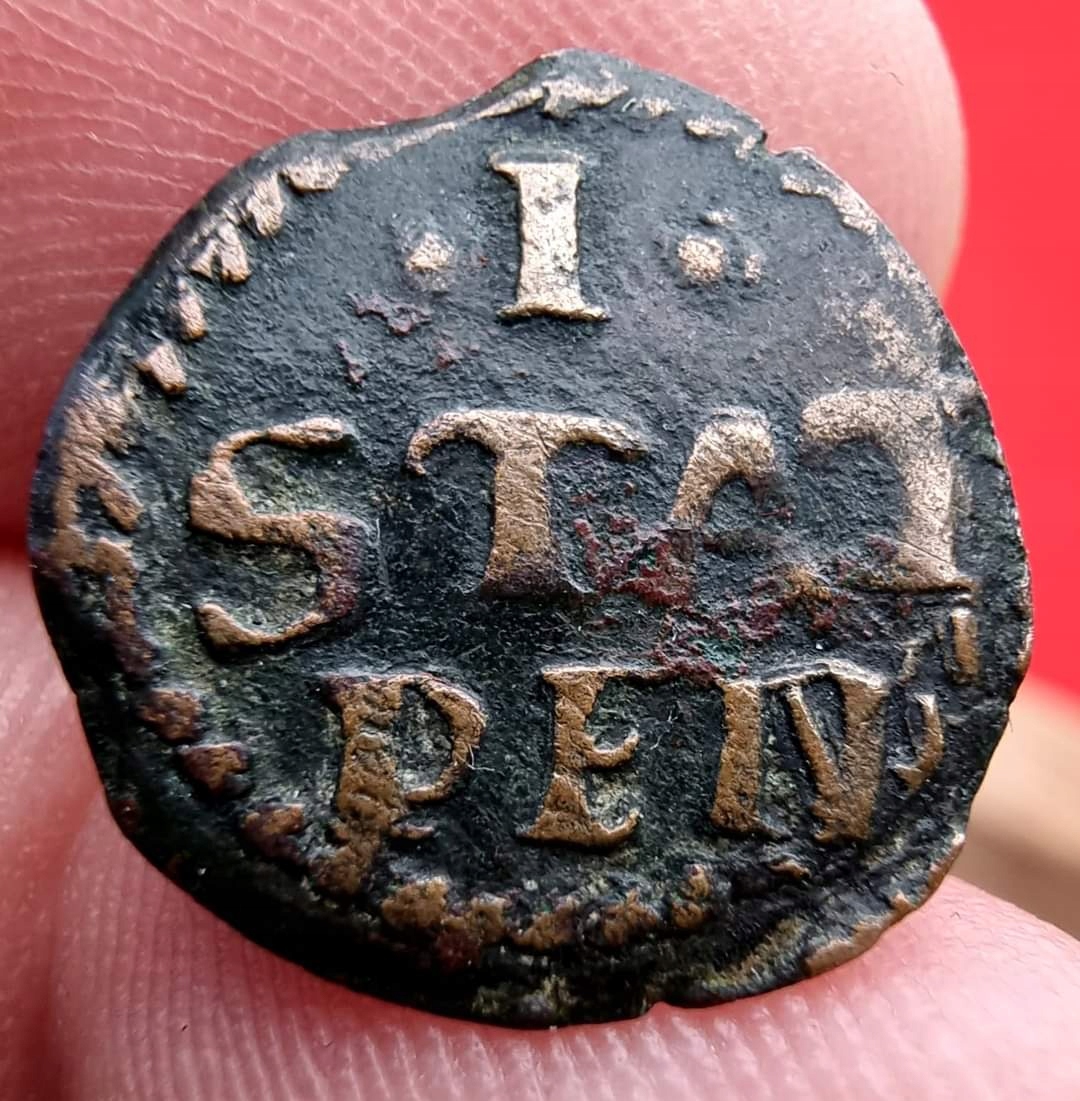 · I ·
STAT
PEN